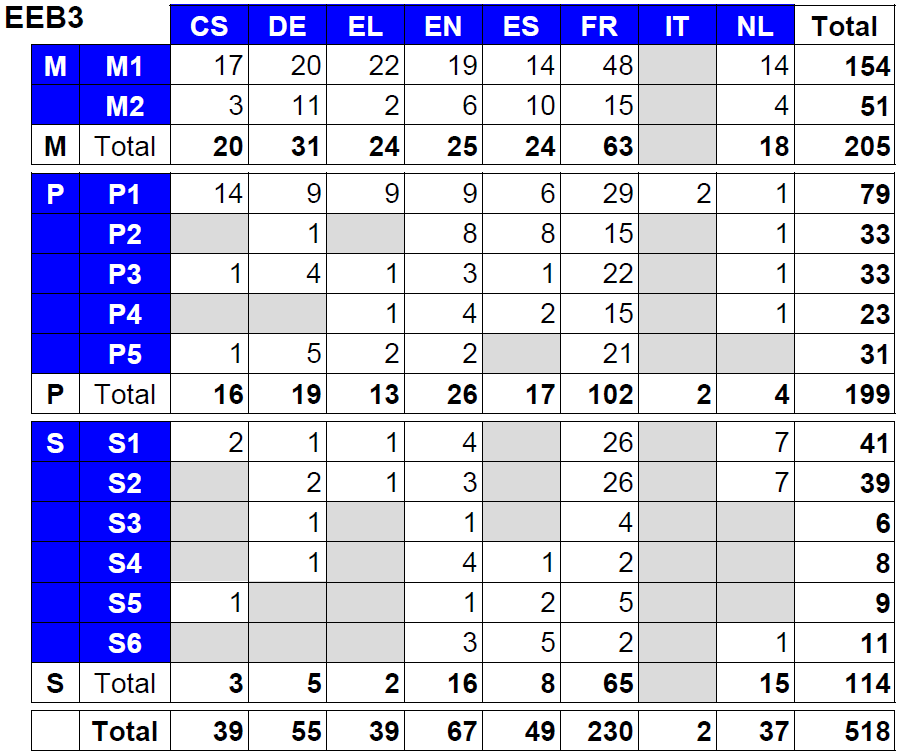 EEB3
CS DE EL EN ES FR IT NL Total
M M1 17 20 22 19 14 48 14 154
M2 3 11 2 6 10 15 4 51
M Total 20 31 24 25 24 63 18 205
P P1 14 9 9 9 6 29 2 1 79
P2 1 8 8 15 1 33
P3 1 4 1 3 1 22 1 33
P4 1 4 2 15 1 23
P5 1 5 2 2 21 31
P Total 16 19 13 26 17 102 2 4 199
S S1 2 1 1 4 26 7 41
S2 2 1 3 26 7 39
S3 1 1 4 6
S4 1 4 1 2 8
S5 1 1 2 5 9
S6 3 5 2 1 11
S Total 3 5 2 16 8 65 15 114
Total 39 55 39 67 49 230 2 37 518